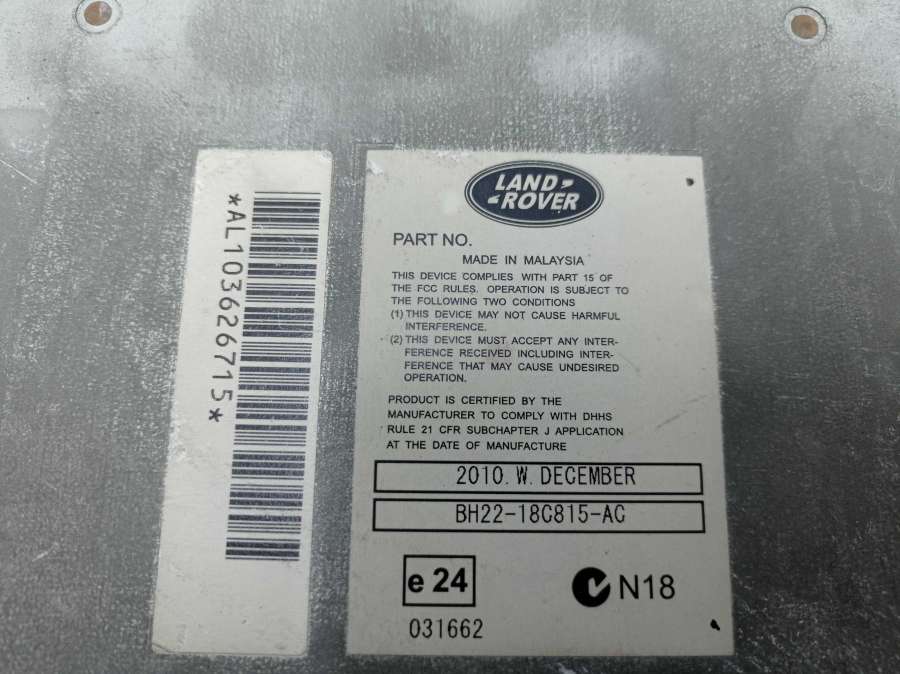 *AL103626715*
LAND
ROVER
PART NO.
MADE IN MALAYSIA
THIS DEVICE COMPLIES WITH PART 15 OF
THE FCC RULES. OPERATION IS SUBJECT TO
THE FOLLOWING TWO CONDITIONS
(1) THIS DEVICE MAY NOT CAUSE HARMFUL
INTERFERENCE.
(2) THIS DEVICE MUST ACCEPT ANY INTER-
FERENCE RECEIVED INCLUDING INTER-
FERENCE THAT MAY CAUSE UNDESIRED
OPERATION.
PRODUCT IS CERTIFIED BY THE
MANUFACTURER TO COMPLY WITH DHHS
RULE 21 CFR SUBCHAPTER J APPLICATION
AT THE DATE OF MANUFACTURE
2010. W. DECEMBER
BH22-18C815-AC
e 24
N18
031662